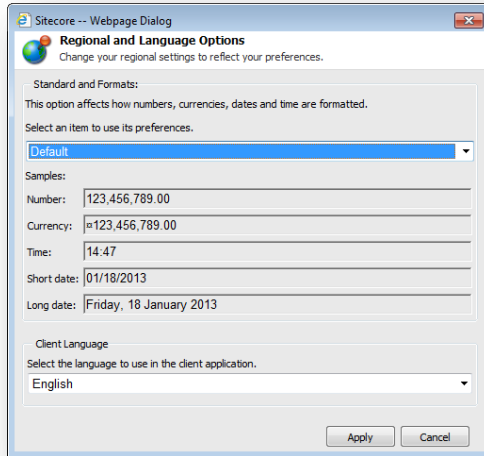 Sitecore -- Webpage Dialog
Regional and Language Options
Change your regional settings to reflect your preferences.
Standard and Formats:
This option affects how numbers, currencies, dates and time are formatted.
Select an item to use its preferences.
Default
Samples:
Number: 123,456,789.00
Currency: ¤123,456,789.00
Time: 14:47
Short date: 01/18/2013
Long date: Friday, 18 January 2013
Client Language
Select the language to use in the client application.
English
Apply Cancel